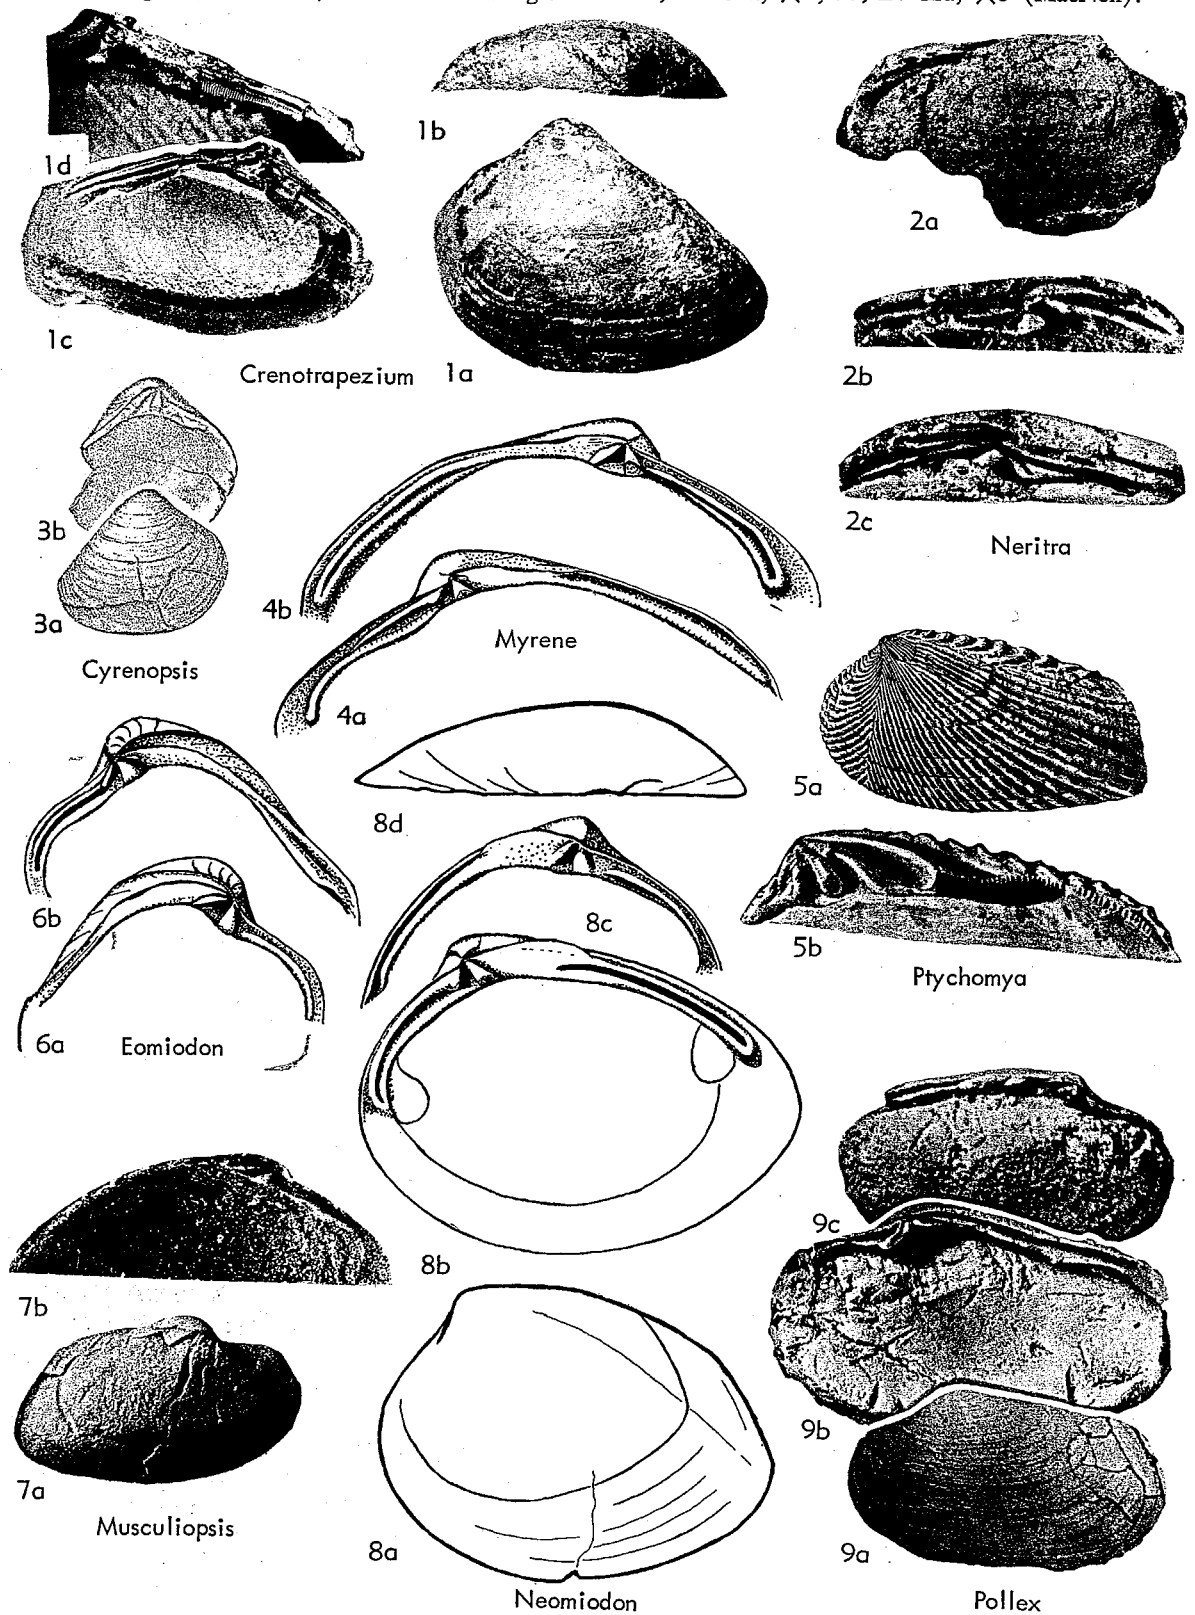 1d
1b
2a
1c
Crenotrapezium
1a
2b
3b
2c
Neritra
3a
4b
Cyrenopsis
Myrene
4a
5a
8d
6b
8c
5b
Ptychomya
6a
Eomiodon
9c
8b
7b
9b
7a
Musculiopsis
8a
9a
Neomiodon
Pollex